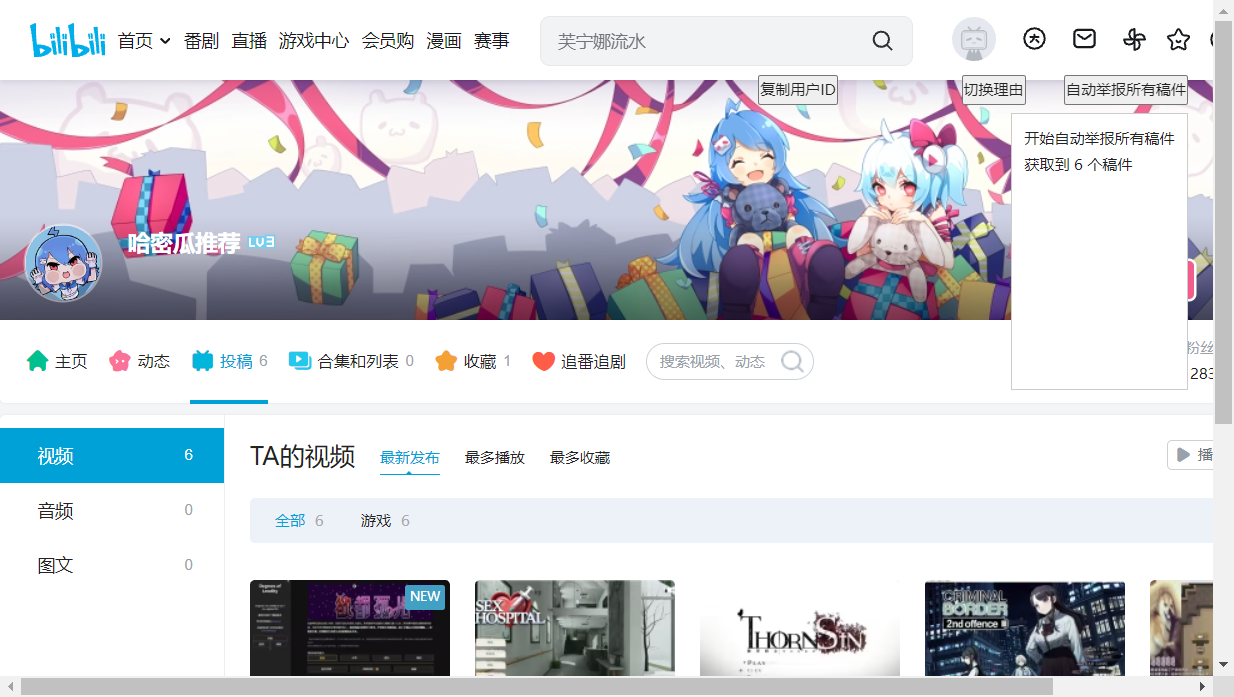 bilibili 首页 番剧 直播 游戏中心 会员购 漫画 赛事 芙宁娜流水
复制用户ID 切换理由 自动举报所有稿件
开始自动举报所有稿件
获取到 6 个稿件
哈密瓜推荐 LV3
主页 动态 投稿 6 合集和列表 0 收藏 1 追番追剧 搜索视频、动态 粉丝
283
视频 6
音频 0
图文 0
TA的视频 最新发布 最多播放 最多收藏 播
全部 6 游戏 6
NEW
Degrees of Lewdity
SEX HOSPITAL
THORNSIN
PLAY
CRIMINAL BORDER
2nd offence